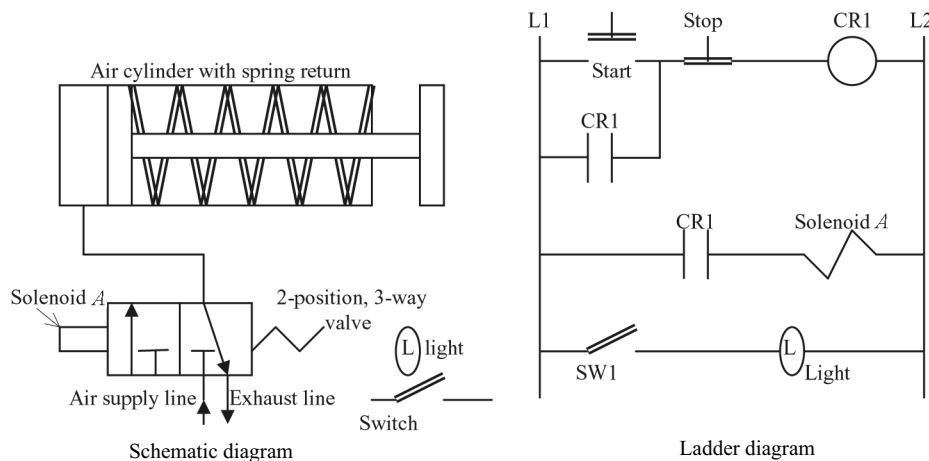 Air cylinder with spring return
Solenoid A
2-position, 3-way
valve
L light
Air supply line
Exhaust line
Switch
Schematic diagram
L1
Stop
CR1
L2
Start
CR1
CR1
Solenoid A
SW1
L
Light
Ladder diagram